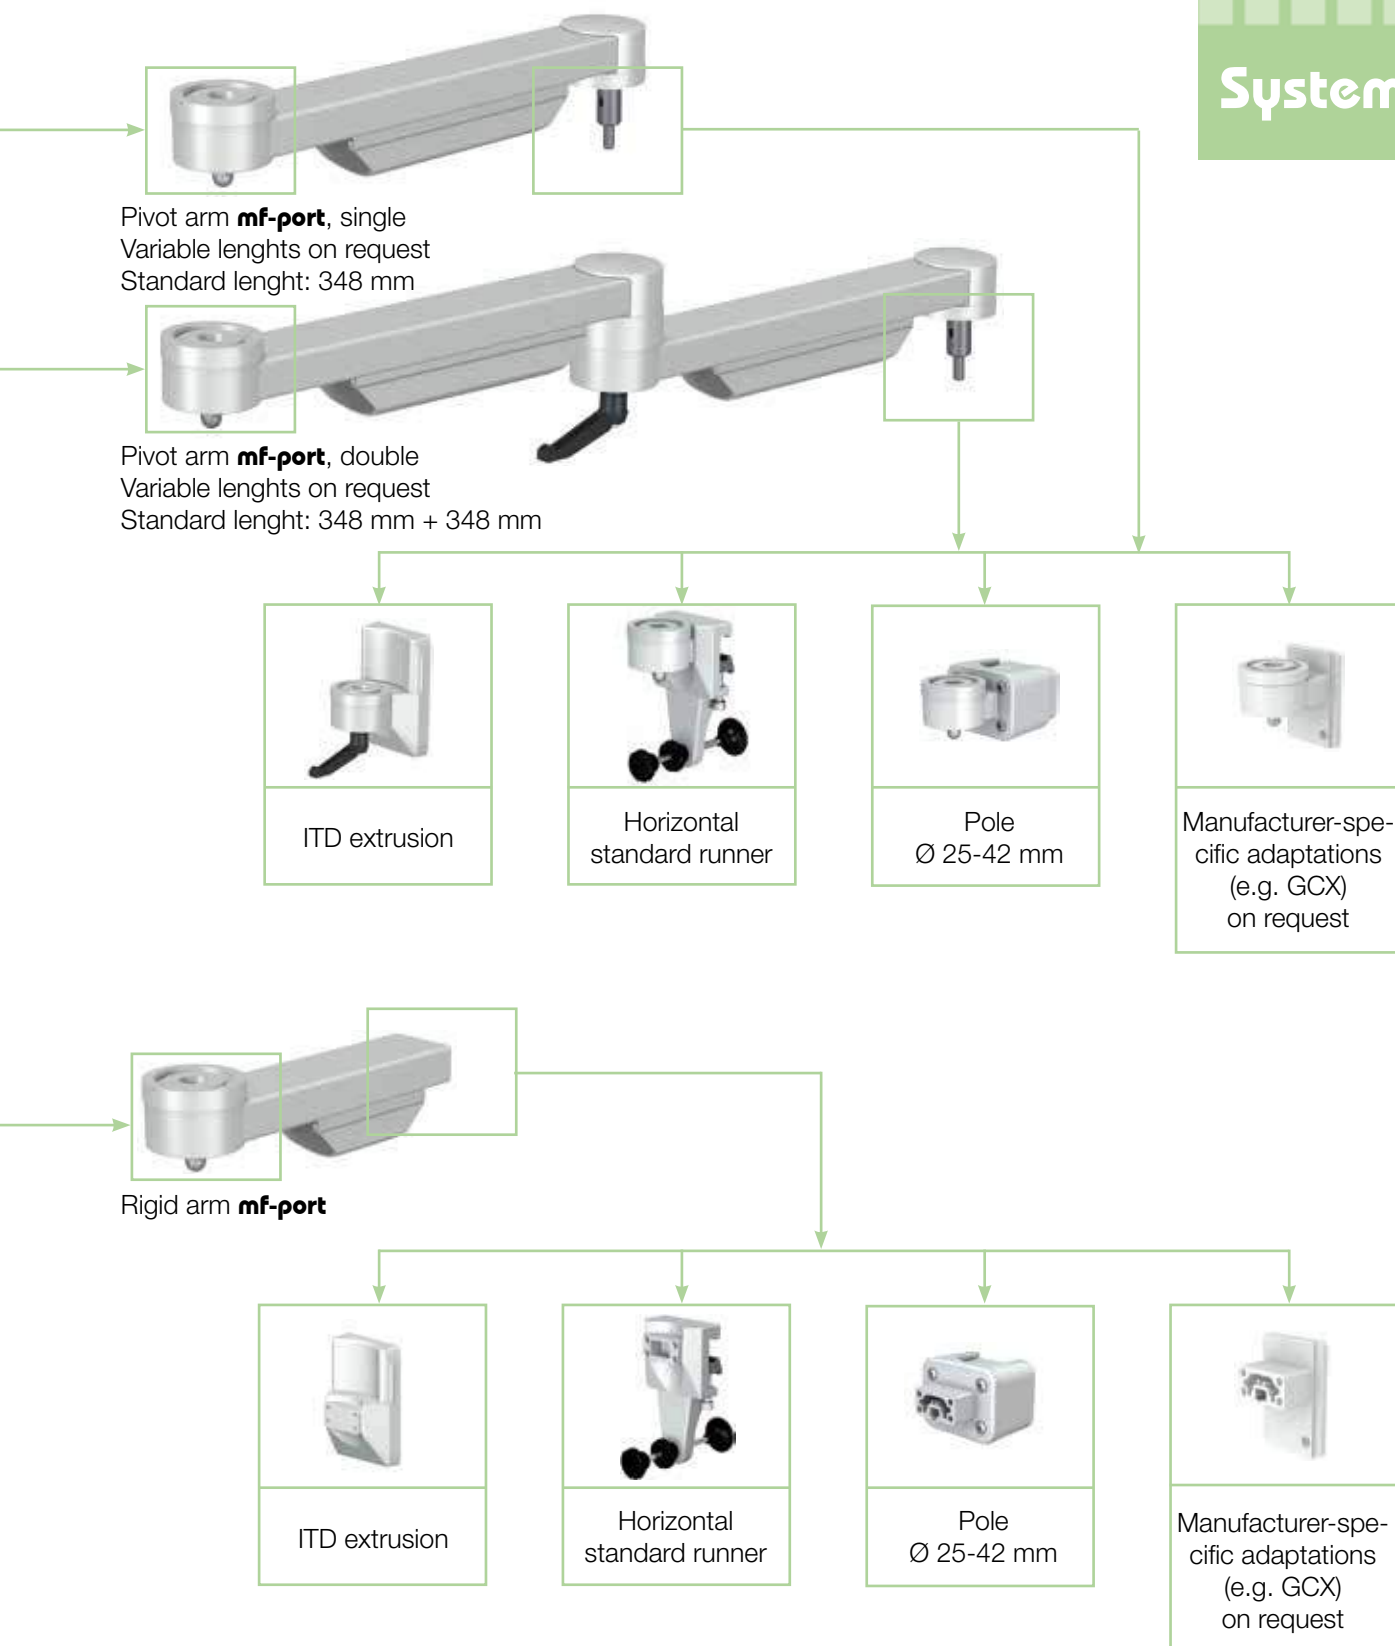 System
Pivot arm mf-port, single
Variable lenghts on request
Standard lenght: 348 mm
Pivot arm mf-port, double
Variable lenghts on request
Standard lenght: 348 mm + 348 mm
ITD extrusion
Horizontal
standard runner
Pole
Ø 25-42 mm
Manufacturer-spe-
cific adaptations
(e.g. GCX)
on request
Rigid arm mf-port
ITD extrusion
Horizontal
standard runner
Pole
Ø 25-42 mm
Manufacturer-spe-
cific adaptations
(e.g. GCX)
on request